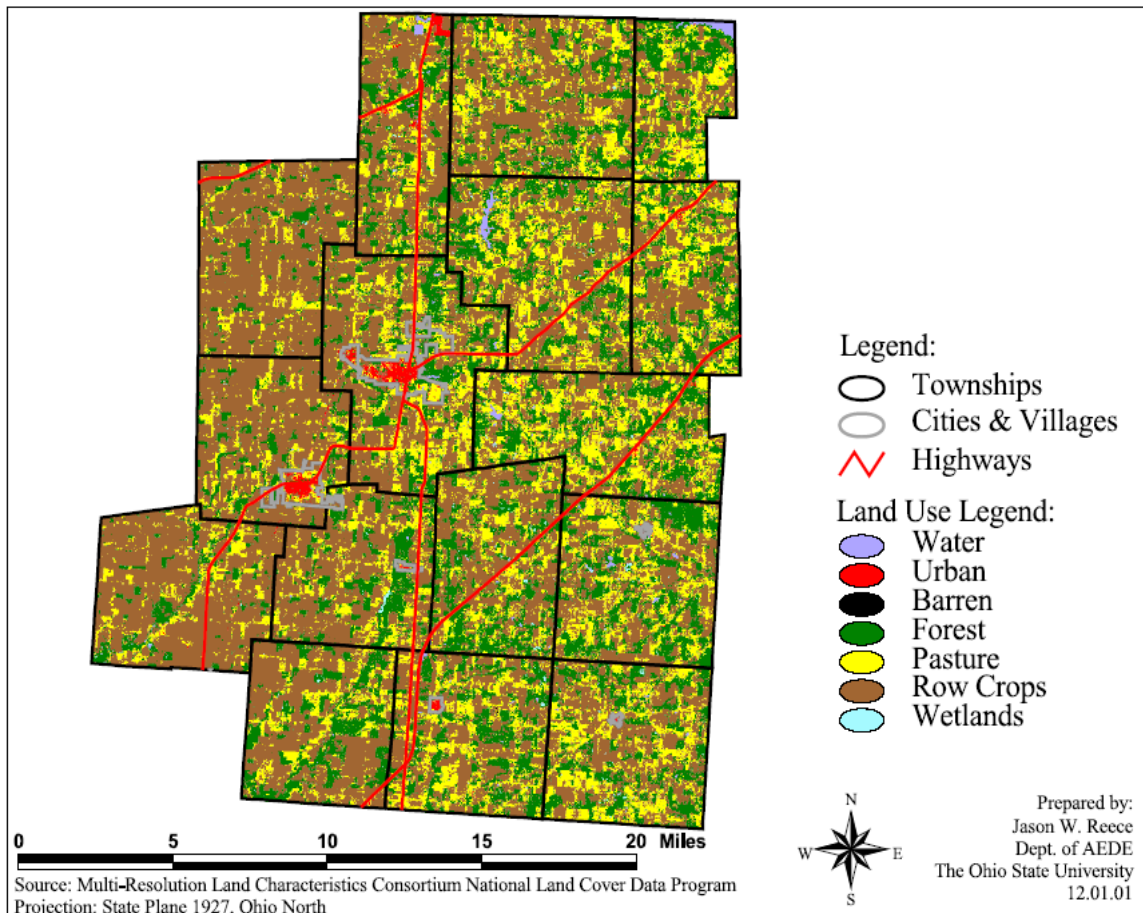 Legend:
Townships
Cities & Villages
Highways
Land Use Legend:
Water
Urban
Barren
Forest
Pasture
Row Crops
Wetlands
0 5 10 15 20 Miles
Source: Multi-Resolution Land Characteristics Consortium National Land Cover Data Program
Projection: State Plane 1927, Ohio North
N
W E
S
Prepared by:
Jason W. Reece
Dept. of AEDE
The Ohio State University
12.01.01